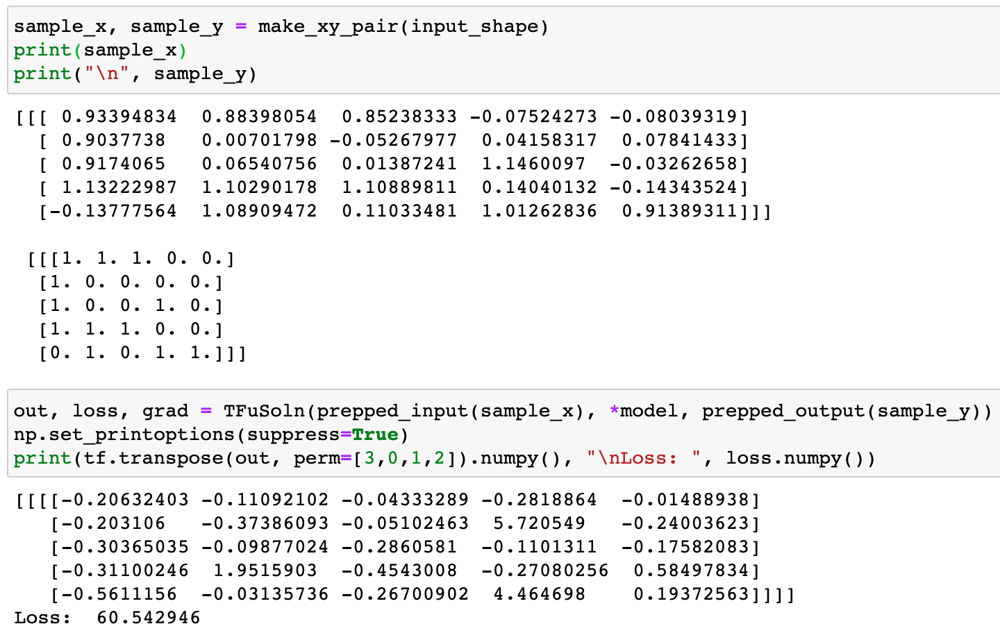 sample_x, sample_y = make_xy_pair(input_shape)
print(sample_x)
print("\n", sample_y)
[[[ 0.93394834  0.88398054  0.85238333 -0.07524273 -0.08039319]
  [ 0.9037738   0.00701798 -0.05267977  0.04158317  0.07841433]
  [ 0.9174065   0.06540756  0.01387241  1.1460097  -0.03262658]
  [ 1.13222987  1.10290178  1.10889811  0.14040132 -0.14343524]
  [-0.13777564  1.08909472  0.11033481  1.01262836  0.91389311]]]
 [[[1. 1. 1. 0. 0.]
  [1. 0. 0. 0. 0.]
  [1. 0. 0. 1. 0.]
  [1. 1. 1. 0. 0.]
  [0. 1. 0. 1. 1.]]]
out, loss, grad = TFuSoln(prepped_input(sample_x), *model, prepped_output(sample_y))
np.set_printoptions(suppress=True)
print(tf.transpose(out, perm=[3,0,1,2]).numpy(), "\nLoss: ", loss.numpy())
[[[[-0.20632403 -0.11092102 -0.04333289 -0.2818864  -0.01488938]
   [-0.203106   -0.37386093 -0.05102463  5.720549   -0.24003623]
   [-0.30365035 -0.09877024 -0.2860581  -0.1101311  -0.17582083]
   [-0.31100246  1.9515903  -0.4543008  -0.27080256  0.58497834]
   [-0.5611156  -0.03135736 -0.26700902  4.464698    0.19372563]]]]
Loss:  60.542946